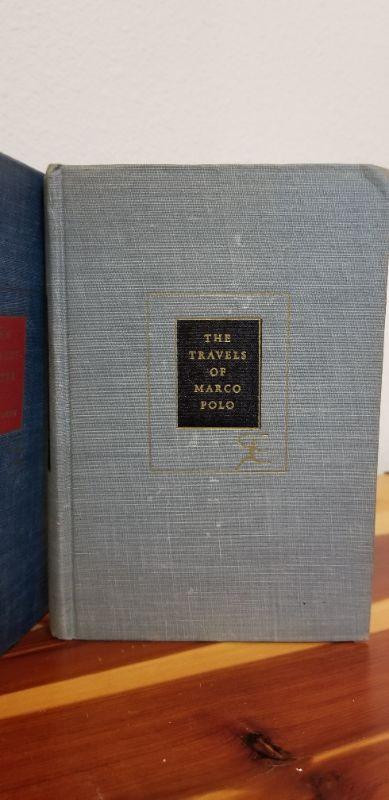 THE
TRAVELS
OF
MARCO
POLO